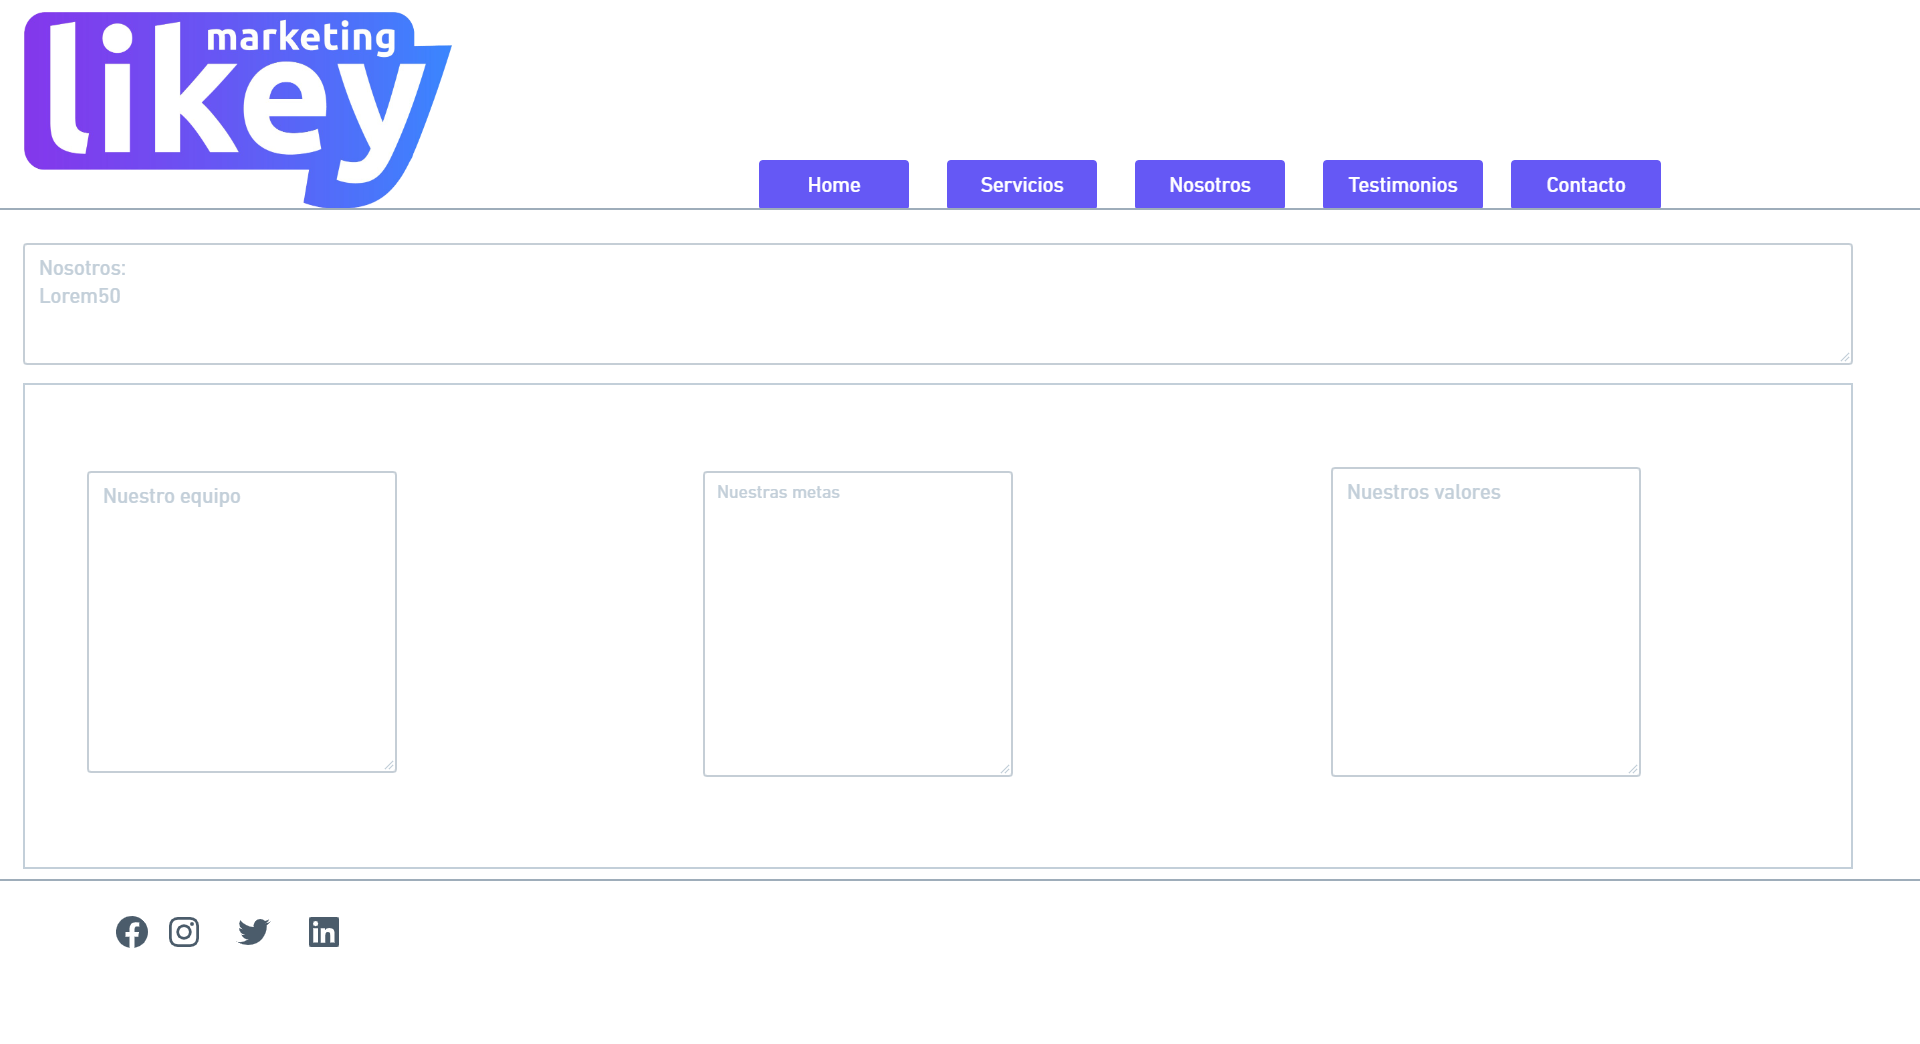 marketing
likey
Home
Servicios
Nosotros
Testimonios
Contacto
Nosotros:
Lorem50
Nuestro equipo
Nuestras metas
Nuestros valores